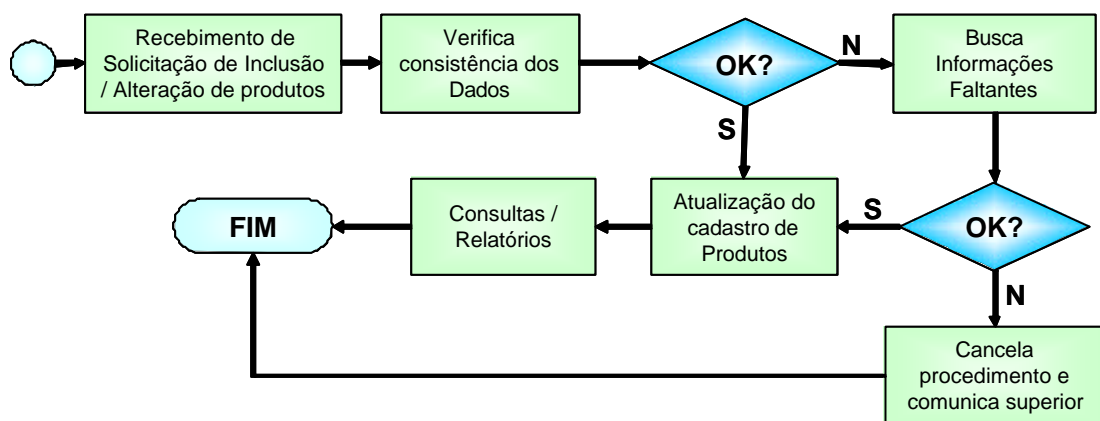 Recebimento de
Solicitação de Inclusão
/ Alteração de produtos
Verifica
consistência dos
Dados
OK?
N
Busca
Informações
Faltantes
S
FIM
Consultas /
Relatórios
Atualização do
cadastro de
Produtos
S
OK?
N
Cancela
procedimento e
comunica superior